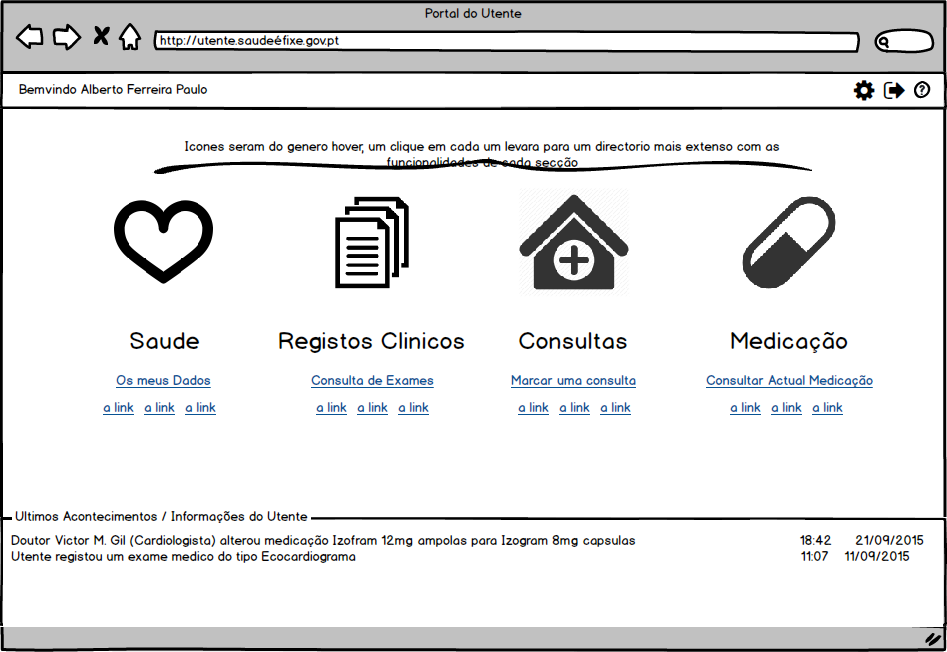 Portal do Utente
http://utente.saudeéfixe.gov.pt
Bemvindo Alberto Ferreira Paulo
Icones seram do genero hover, um clique em cada um levara para um directorio mais extenso com as
funcionalidades de cada secção
Saude Registos Clinicos Consultas Medicação
Os meus Dados Consulta de Exames Marcar uma consulta Consultar Actual Medicação
a link a link a link a link a link a link a link a link a link a link a link a link
Ultimos Acontecimentos / Informações do Utente
Doutor Victor M. Gil (Cardiologista) alterou medicação Izofram 12mg ampolas para Izogram 8mg capsulas 18:42 21/09/2015
Utente registou um exame medico do tipo Ecocardiograma 11:07 11/09/2015